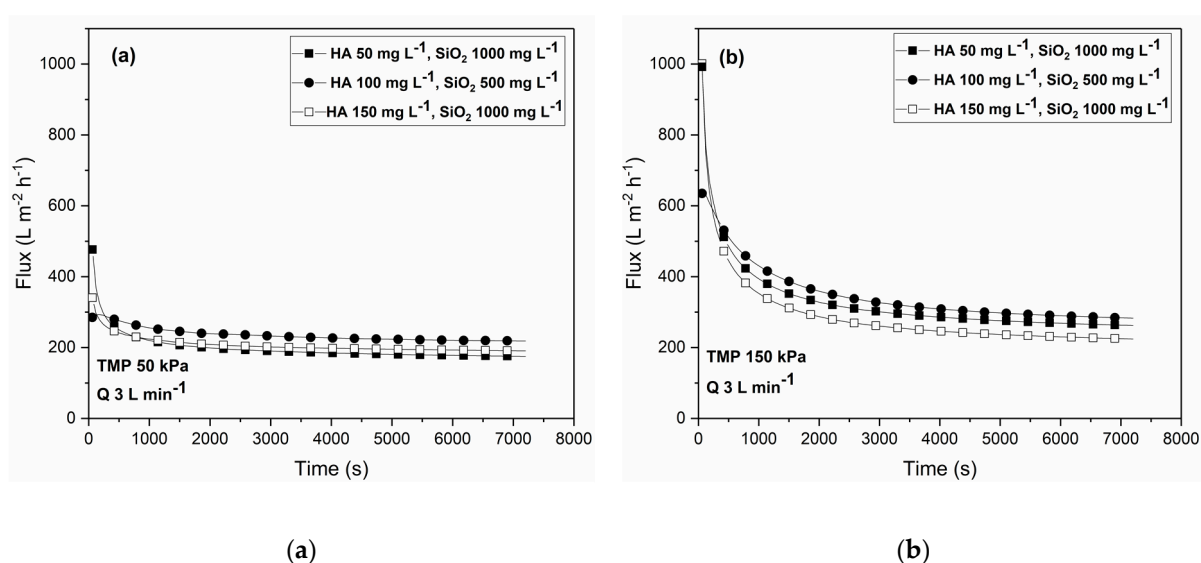 (a)
HA 50 mg L⁻¹, SiO₂ 1000 mg L⁻¹
HA 100 mg L⁻¹, SiO₂ 500 mg L⁻¹
HA 150 mg L⁻¹, SiO₂ 1000 mg L⁻¹
1000
800
600
400
200
0
Flux (L m⁻² h⁻¹)
TMP 50 kPa
Q 3 L min⁻¹
0 1000 2000 3000 4000 5000 6000 7000 8000
Time (s)
(b)
HA 50 mg L⁻¹, SiO₂ 1000 mg L⁻¹
HA 100 mg L⁻¹, SiO₂ 500 mg L⁻¹
HA 150 mg L⁻¹, SiO₂ 1000 mg L⁻¹
1000
800
600
400
200
0
Flux (L m⁻² h⁻¹)
TMP 150 kPa
Q 3 L min⁻¹
0 1000 2000 3000 4000 5000 6000 7000 8000
Time (s)
(a)
(b)